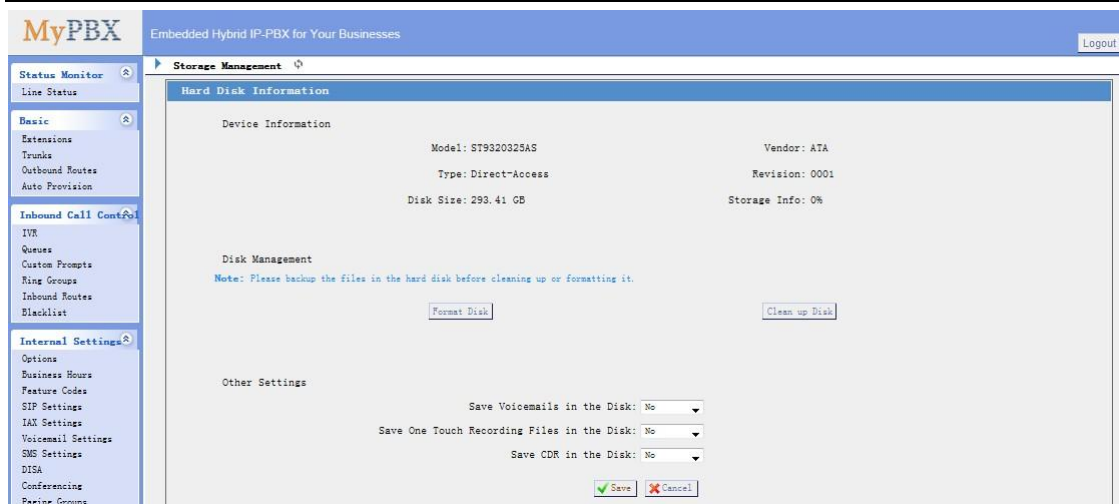 MyPBX
Embedded Hybrid IP-PBX for Your Businesses
Logout
Status Monitor
Line Status
Basic
Extensions
Trunks
Outbound Routes
Auto Provision
Inbound Call Control
IVR
Queues
Custom Prompts
Ring Groups
Inbound Routes
Blacklist
Internal Settings
Options
Business Hours
Feature Codes
SIP Settings
IAX Settings
Voicemail Settings
SMS Settings
DISA
Conferencing
Paging Groups
Storage Management
Hard Disk Information
Device Information
Model: ST9320325AS Vendor: ATA
Type: Direct-Access Revision: 0001
Disk Size: 293.41 GB Storage Info: 0%
Disk Management
Note: Please backup the files in the hard disk before cleaning up or formatting it.
Format Disk Clean up Disk
Other Settings
Save Voicemails in the Disk: No
Save One Touch Recording Files in the Disk: No
Save CDR in the Disk: No
Save Cancel